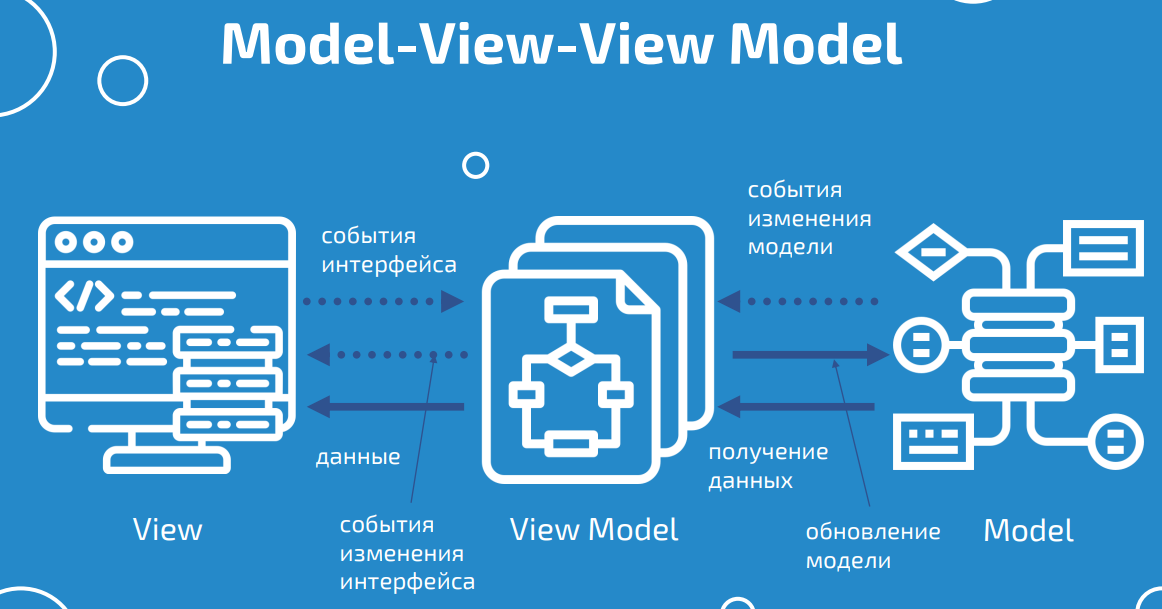 Model-View-View Model
события
интерфейса
события
изменения
модели
данные
получение
данных
View
события
изменения
интерфейса
View Model
обновление
модели
Model